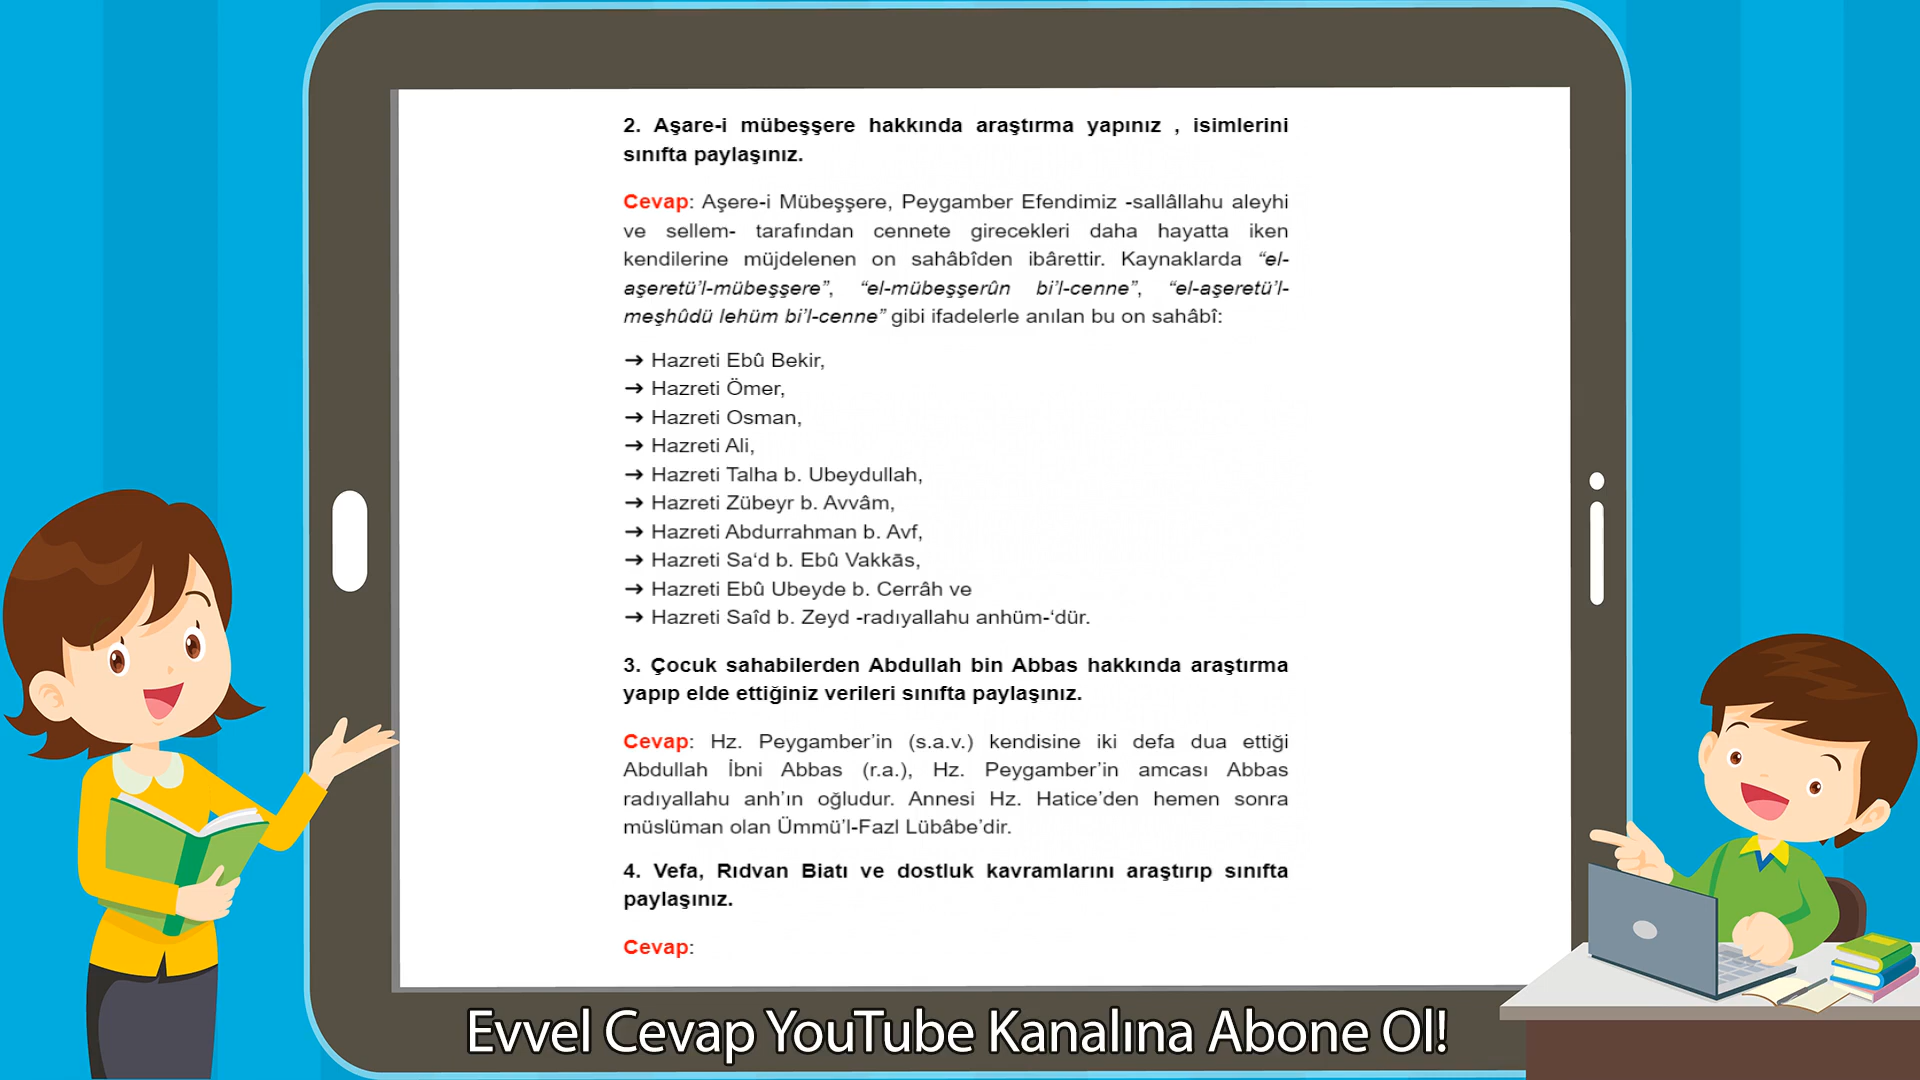 2. Aşare-i mübeşşere hakkında araştırma yapınız , isimlerini
sınıfta paylaşınız.
Cevap: Aşere-i Mübeşşere, Peygamber Efendimiz -sallâllahu aleyhi
ve sellem- tarafından cennete girecekleri daha hayatta iken
kendilerine müjdelenen on sahâbîden ibârettir. Kaynaklarda “el-
aşeretü’l-mübeşşere”, “el-mübeşşerûn bi’l-cenne”, “el-aşeretü’l-
meşhûdü lehüm bi’l-cenne” gibi ifadelerle anılan bu on sahâbî:
→ Hazreti Ebû Bekir,
→ Hazreti Ömer,
→ Hazreti Osman,
→ Hazreti Ali,
→ Hazreti Talha b. Ubeydullah,
→ Hazreti Zübeyr b. Avvâm,
→ Hazreti Abdurrahman b. Avf,
→ Hazreti Sa‘d b. Ebû Vakkās,
→ Hazreti Ebû Ubeyde b. Cerrâh ve
→ Hazreti Saîd b. Zeyd -radıyallahu anhüm-‘dür.
3. Çocuk sahabilerden Abdullah bin Abbas hakkında araştırma
yapıp elde ettiğiniz verileri sınıfta paylaşınız.
Cevap: Hz. Peygamber’in (s.a.v.) kendisine iki defa dua ettiği
Abdullah İbni Abbas (r.a.), Hz. Peygamber’in amcası Abbas
radıyallahu anh’ın oğludur. Annesi Hz. Hatice’den hemen sonra
müslüman olan Ümmü’l-Fazl Lübâbe’dir.
4. Vefa, Rıdvan Biatı ve dostluk kavramlarını araştırıp sınıfta
paylaşınız.
Cevap:
Evvel Cevap YouTube Kanalına Abone Ol!